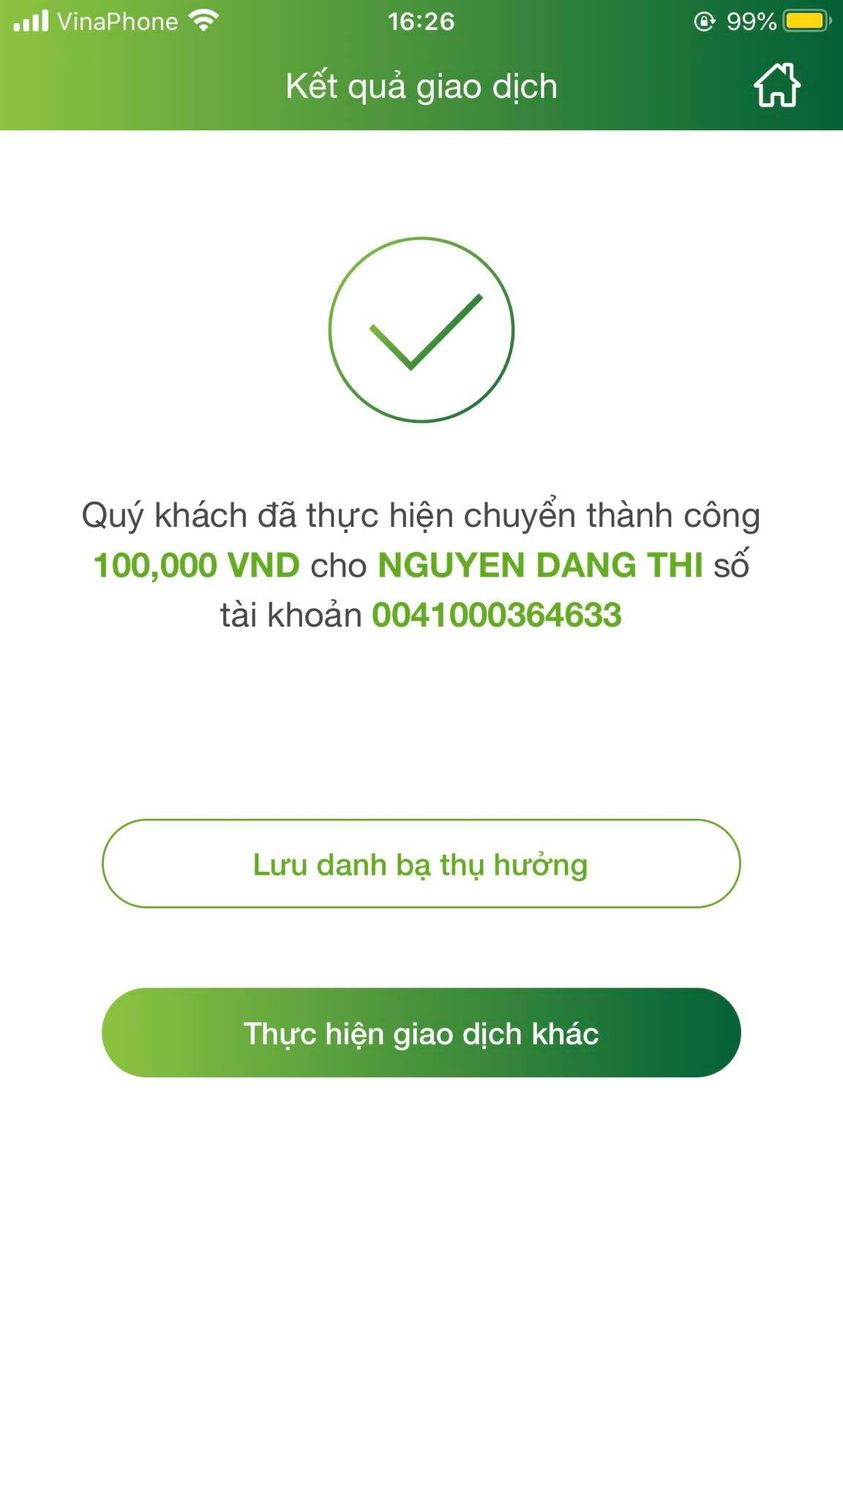 VinaPhone 16:26 99%
Kết quả giao dịch
Quý khách đã thực hiện chuyển thành công
100,000 VND cho NGUYEN DANG THI số
tài khoản 0041000364633
Lưu danh bạ thụ hưởng
Thực hiện giao dịch khác